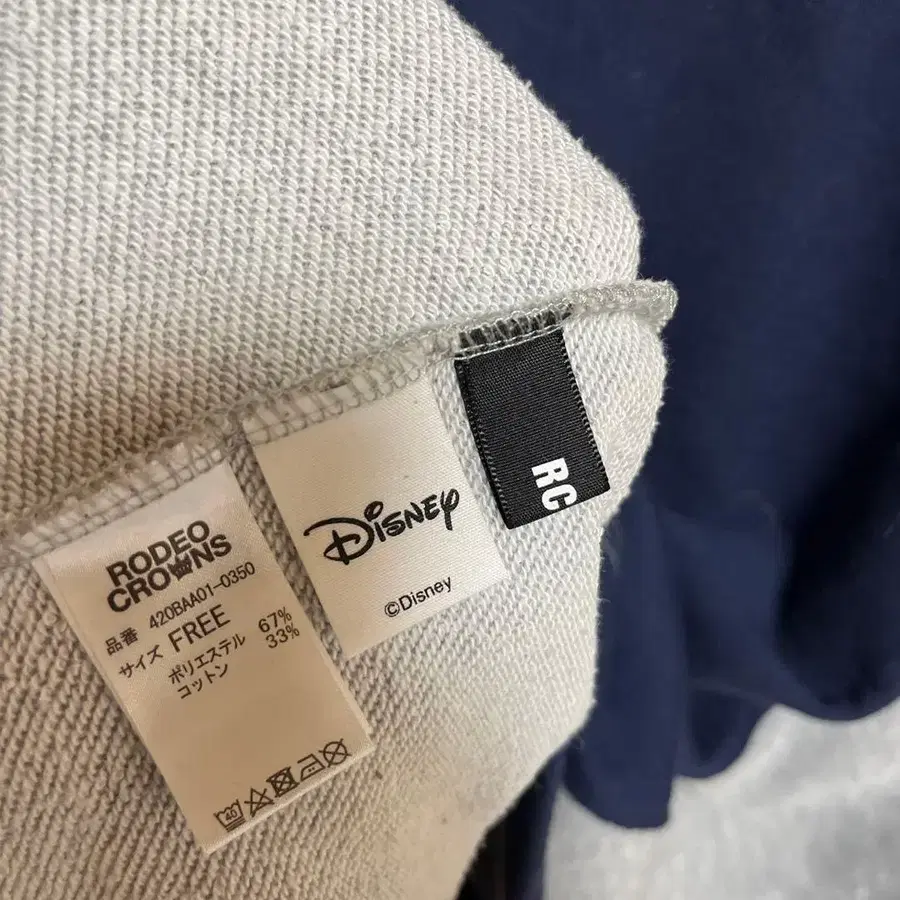 RODEO
CROWNS
品番 420BAA01-0350
サイズ FREE
ポリエステル 67%
コットン 33%
40
Disney
©Disney
RC